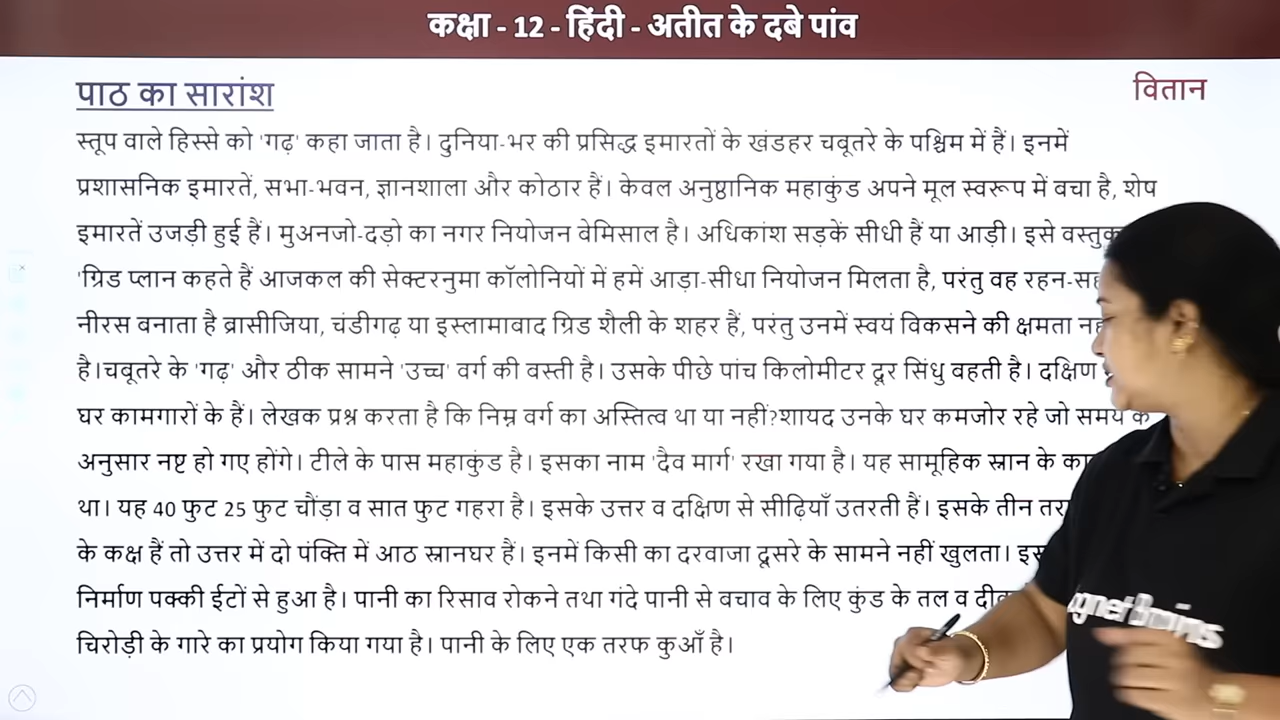 कक्षा - 12 - हिंदी - अतीत के दबे पांव
पाठ का सारांश
वितान
स्तूप वाले हिस्से को 'गढ़' कहा जाता है। दुनिया-भर की प्रसिद्ध इमारतों के खंडहर चबूतरे के पश्चिम में हैं। इनमें
प्रशासनिक इमारतें, सभा-भवन, ज्ञानशाला और कोठार हैं। केवल अनुष्ठानिक महाकुंड अपने मूल स्वरूप में बचा है, शेष
इमारतें उजड़ी हुई हैं। मुअनजो-दड़ो का नगर नियोजन बेमिसाल है। अधिकांश सड़कें सीधी हैं या आड़ी। इसे
'ग्रिड प्लान कहते हैं आजकल की सेक्टरनुमा कॉलोनियों में हमें आड़ा-सीधा नियोजन मिलता है, परंतु वह
नीरस बनाता है ब्रासीजिया, चंडीगढ़ या इस्लामाबाद ग्रिड शैली के शहर हैं, परंतु उनमें स्वयं विकसने की क्षमता
है।चबूतरे के 'गढ़' और ठीक सामने 'उच्च' वर्ग की बस्ती है। उसके पीछे पांच किलोमीटर दूर सिंधु बहती है। दक्षिण
घर कामगारों के हैं। लेखक प्रश्न करता है कि निम्न वर्ग का अस्तित्व था या नहीं?शायद उनके घर कमजोर रहे जो समय के
अनुसार नष्ट हो गए होंगे। टीले के पास महाकुंड है। इसका नाम 'दैव मार्ग' रखा गया है। यह सामूहिक स्नान के
था। यह 40 फुट 25 फुट चौंड़ा व सात फुट गहरा है। इसके उत्तर व दक्षिण से सीढ़ियाँ उतरती हैं। इसके तीन
के कक्ष हैं तो उत्तर में दो पंक्ति में आठ स्नानघर हैं। इनमें किसी का दरवाजा दूसरे के सामने नहीं खुलता।
निर्माण पक्की ईटों से हुआ है। पानी का रिसाव रोकने तथा गंदे पानी से बचाव के लिए कुंड के तल व
चिरोड़ी के गारे का प्रयोग किया गया है। पानी के लिए एक तरफ कुआँ है।